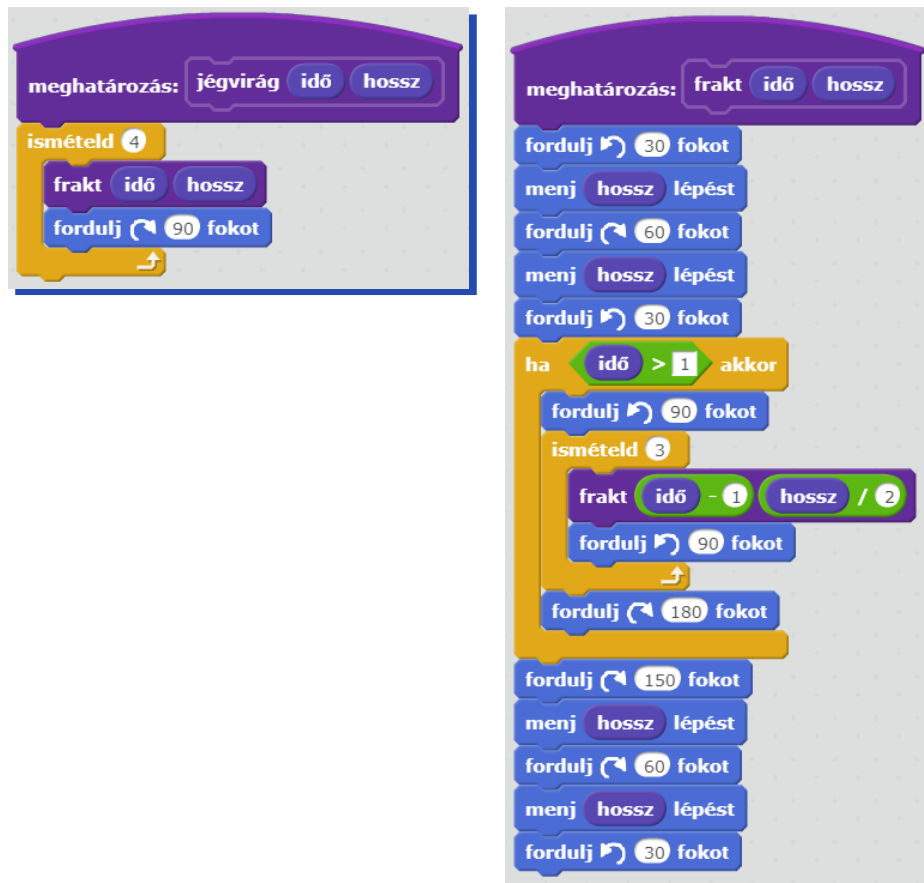 meghatározás: jégvirág idő hossz
ismételd 4
frakt idő hossz
fordulj 90 fokot
meghatározás: frakt idő hossz
fordulj 30 fokot
menj hossz lépést
fordulj 60 fokot
menj hossz lépést
fordulj 30 fokot
ha idő > 1 akkor
fordulj 90 fokot
ismételd 3
frakt idő - 1 hossz / 2
fordulj 90 fokot
fordulj 180 fokot
fordulj 150 fokot
menj hossz lépést
fordulj 60 fokot
menj hossz lépést
fordulj 30 fokot